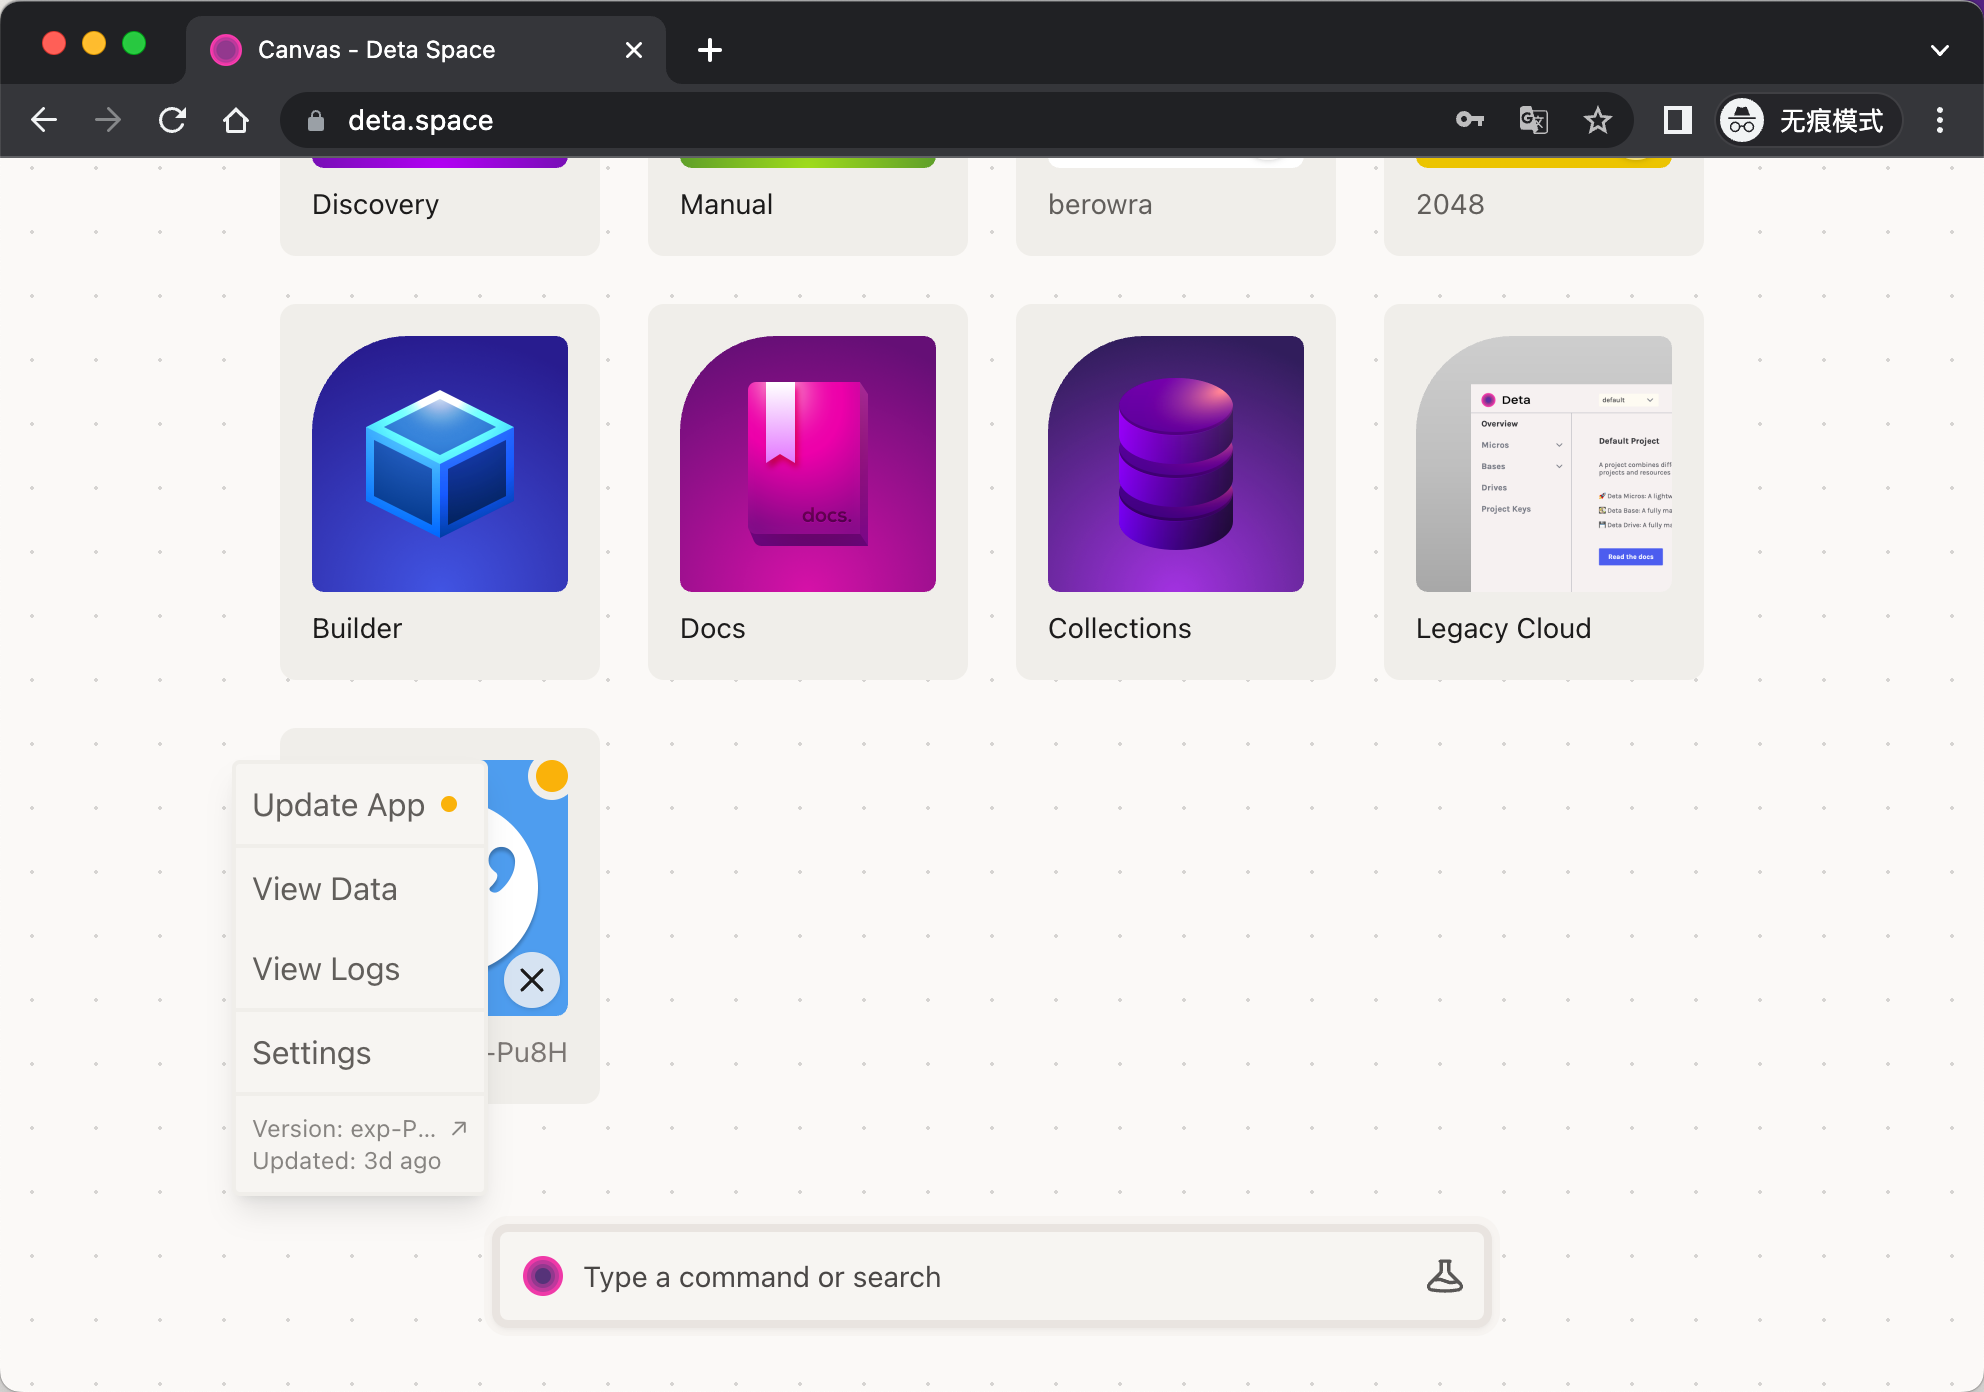 Canvas - Deta Space
deta.space
无痕模式
Discovery
Manual
berowra
2048
docs.
Deta
default
Overview
Micros
Bases
Drives
Project Keys
Default Project
A project combines diff
projects and resources
Deta Micros: A lightw
Deta Base: A fully ma
Deta Drive: A fully ma
Read the docs
Builder
Docs
Collections
Legacy Cloud
Update App
View Data
View Logs
Settings
-Pu8H
Version: exp-P...
Updated: 3d ago
Type a command or search